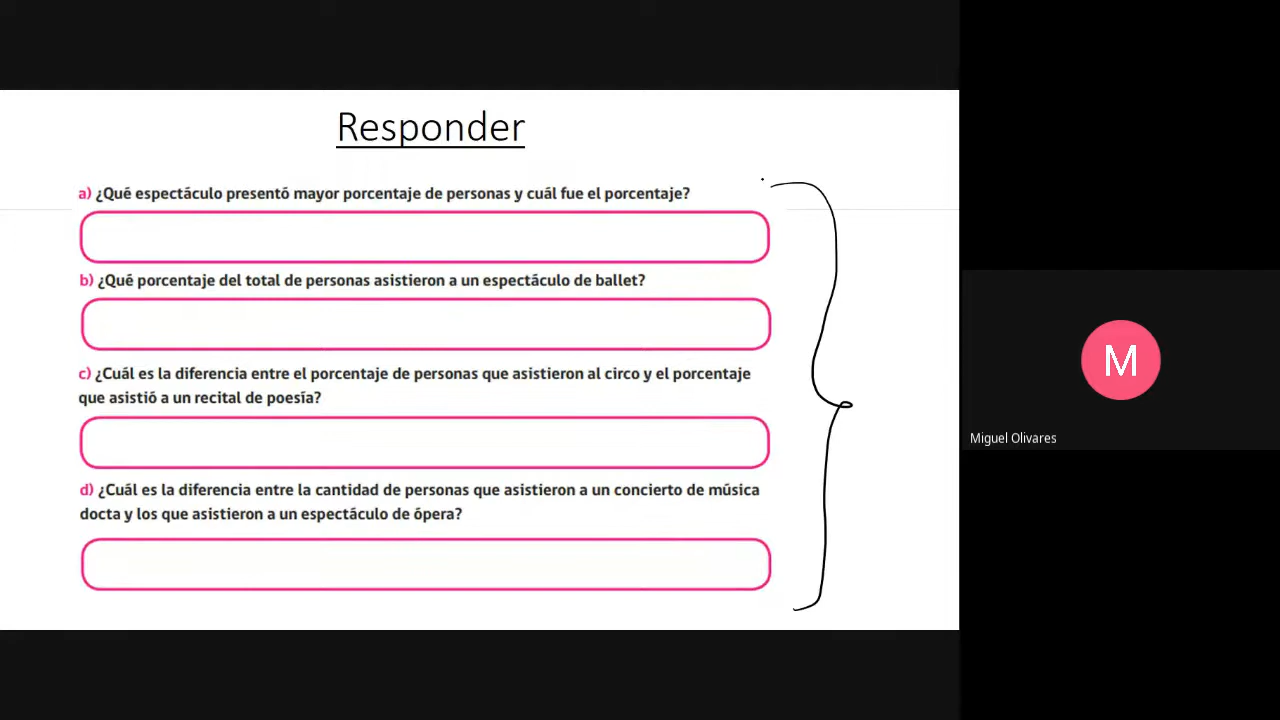 Responder
a) ¿Qué espectáculo presentó mayor porcentaje de personas y cuál fue el porcentaje?
b) ¿Qué porcentaje del total de personas asistieron a un espectáculo de ballet?
c) ¿Cuál es la diferencia entre el porcentaje de personas que asistieron al circo y el porcentaje
que asistió a un recital de poesía?
d) ¿Cuál es la diferencia entre la cantidad de personas que asistieron a un concierto de música
docta y los que asistieron a un espectáculo de ópera?
M
Miguel Olivares